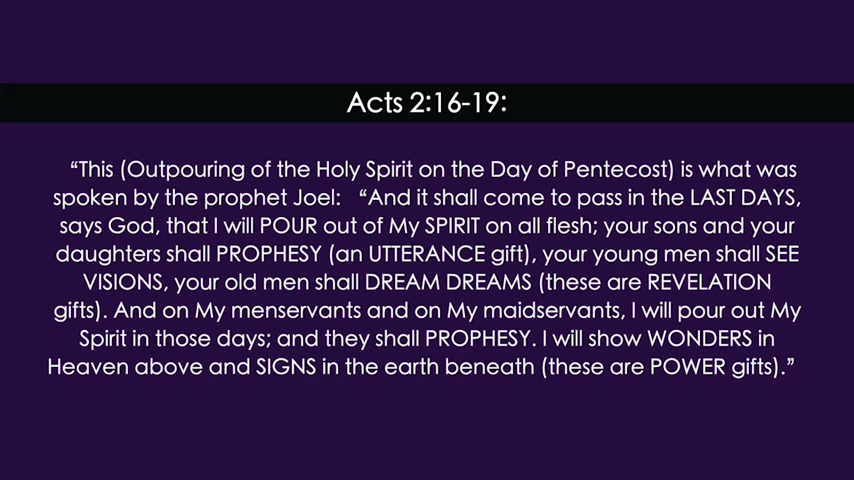 Acts 2:16-19:
“This (Outpouring of the Holy Spirit on the Day of Pentecost) is what was
spoken by the prophet Joel: “And it shall come to pass in the LAST DAYS,
says God, that I will POUR out of My SPIRIT on all flesh; your sons and your
daughters shall PROPHESY (an UTTERANCE gift), your young men shall SEE
VISIONS, your old men shall DREAM DREAMS (these are REVELATION
gifts). And on My menservants and on My maidservants, I will pour out My
Spirit in those days; and they shall PROPHESY. I will show WONDERS in
Heaven above and SIGNS in the earth beneath (these are POWER gifts).”